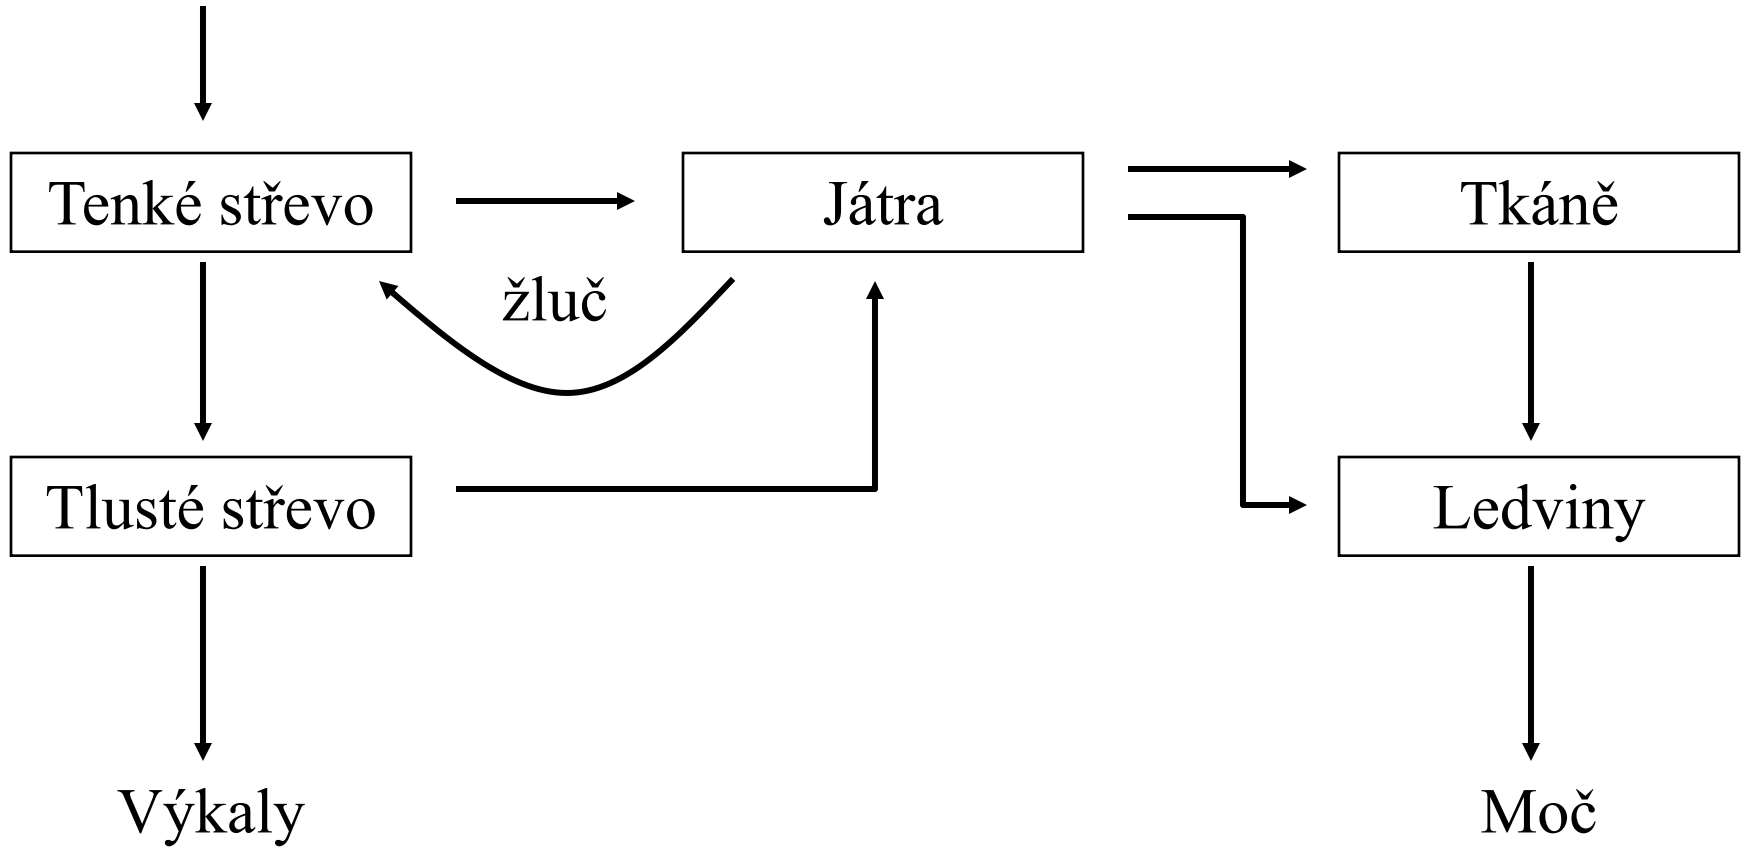 Tenké střevo
Játra
Tkáně
žluč
Tlusté střevo
Ledviny
Výkaly
Moč